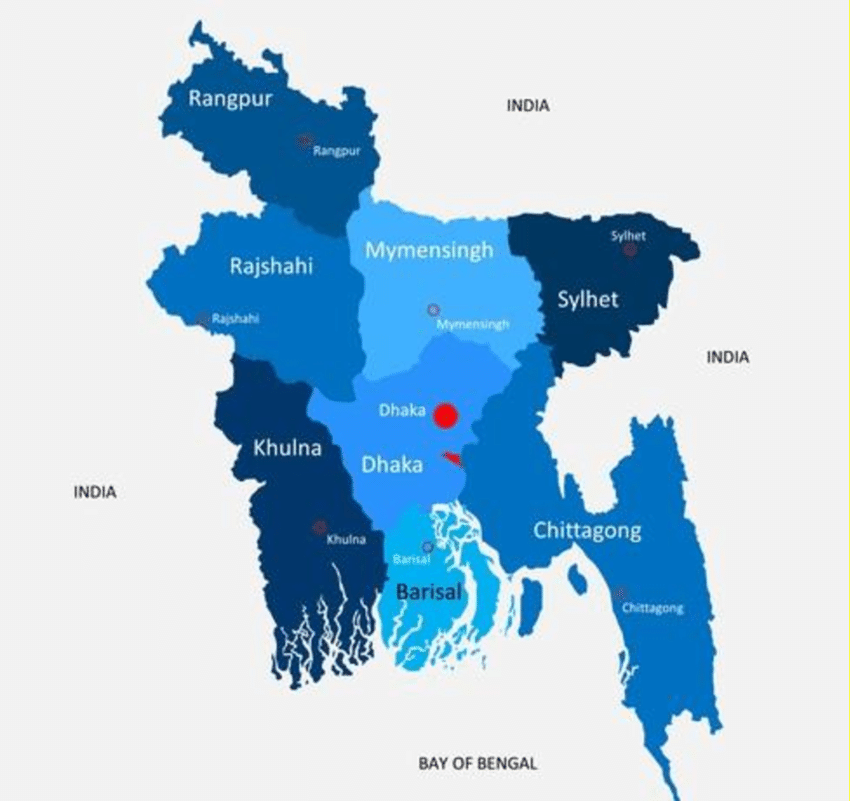 Rangpur
INDIA
Rangpur
Sylhet
Mymensingh
Rajshahi
Sylhet
Rajshahi
Mymensingh
INDIA
Dhaka
Khulna
Dhaka
INDIA
Chittagong
Khulna
Barisal
Barisal
Chittagong
BAY OF BENGAL